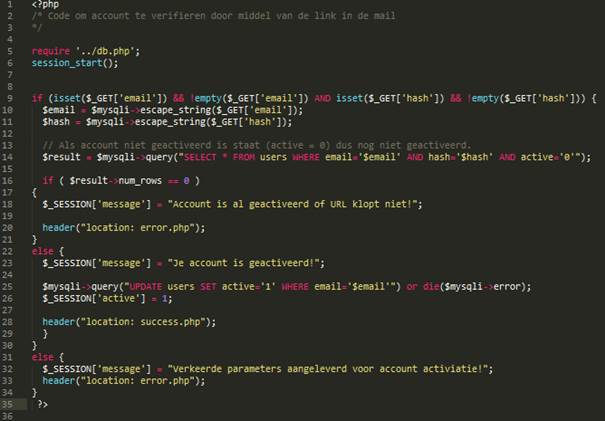 1 <?php
2 /* Code om account te verifieren door middel van de link in de mail
3 */
4
5 require '../db.php';
6 session_start();
7
8
9 if (isset($_GET['email']) && !empty($_GET['email']) AND isset($_GET['hash']) && !empty($_GET['hash'])) {
10 $email = $mysqli->escape_string($_GET['email']);
11 $hash = $mysqli->escape_string($_GET['hash']);
12
13 // Als account niet geactiveerd is staat (active = 0) dus nog niet geactiveerd.
14 $result = $mysqli->query("SELECT * FROM users WHERE email='$email' AND hash='$hash' AND active='0'");
15
16 if ( $result->num_rows == 0 )
17 {
18 $_SESSION['message'] = "Account is al geactiveerd of URL klopt niet!";
19
20 header("location: error.php");
21 }
22 else {
23 $_SESSION['message'] = "Je account is geactiveerd!";
24
25 $mysqli->query("UPDATE users SET active='1' WHERE email='$email'") or die($mysqli->error);
26 $_SESSION['active'] = 1;
27
28 header("location: success.php");
29 }
30 }
31 else {
32 $_SESSION['message'] = "Verkeerde parameters aangeleverd voor account activiatie!";
33 header("location: error.php");
34 }
35 ?>
36